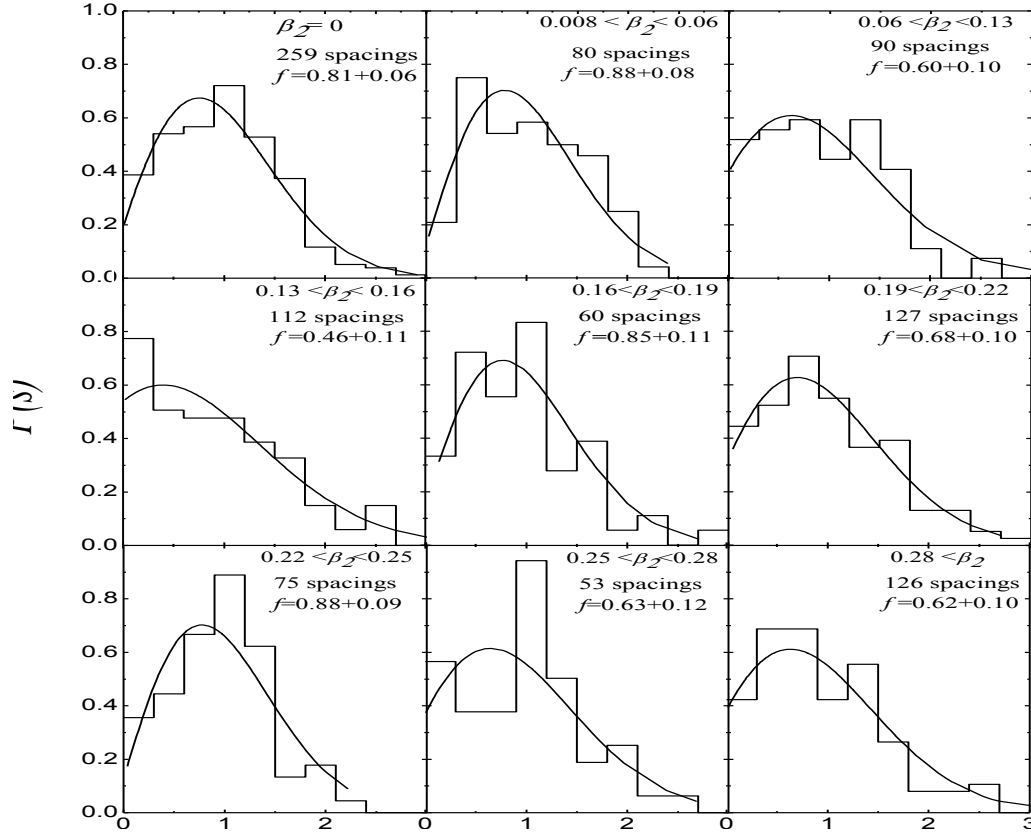 β2= 0
259 spacings
f=0.81+0.06
0.008 < β2 < 0.06
80 spacings
f=0.88+0.08
0.06 <β2 <0.13
90 spacings
f=0.60+0.10
1.0
0.8
0.6
0.4
0.2
0.0
0.13 <β2< 0.16
112 spacings
f=0.46+0.11
0.16<β2<0.19
60 spacings
f=0.85+0.11
0.19<β2<0.22
127 spacings
f=0.68+0.10
0.8
0.6
0.4
0.2
0.0
0.22 <β2<0.25
75 spacings
f=0.88+0.09
0.25 <β2<0.28
53 spacings
f=0.63+0.12
0.28 <β2
126 spacings
f=0.62+0.10
0.8
0.6
0.4
0.2
0.0
0 1 2 0 1 2 0 1 2 3